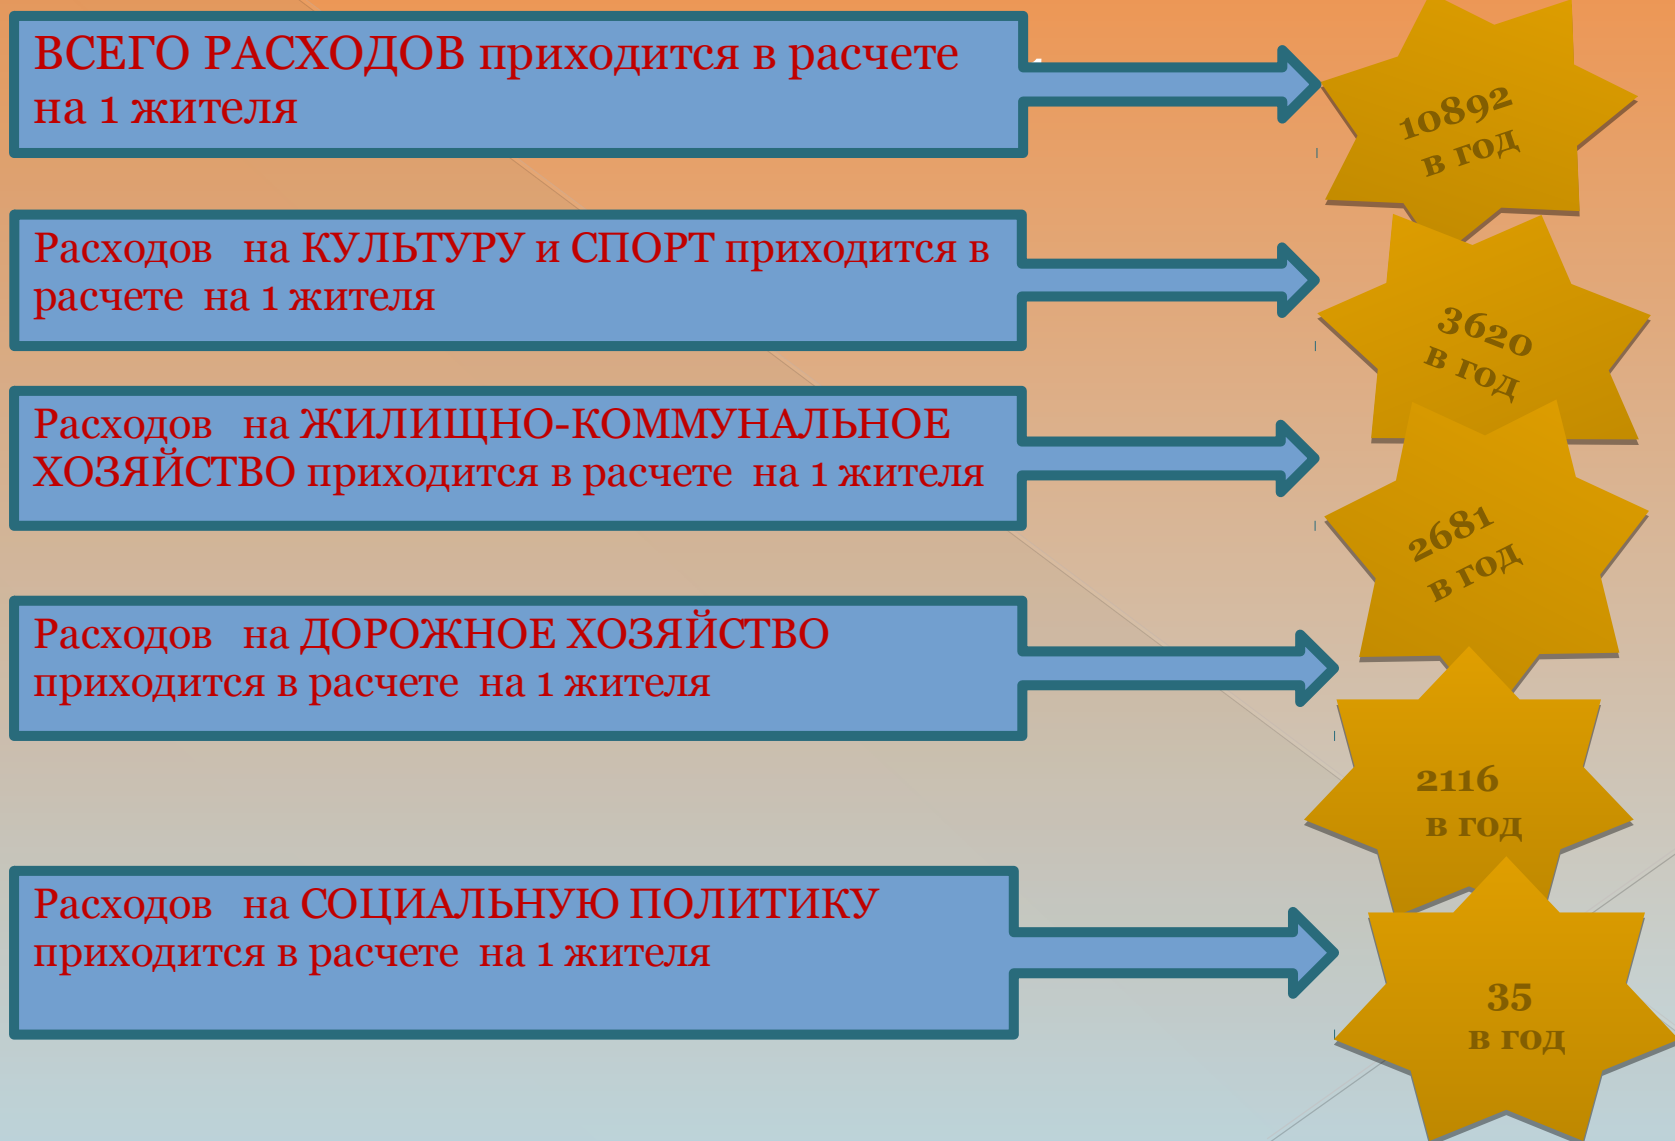 ВСЕГО РАСХОДОВ приходится в расчете
на 1 жителя
10892
в год
Расходов на КУЛЬТУРУ и СПОРТ приходится в
расчете на 1 жителя
3620
в год
Расходов на ЖИЛИЩНО-КОММУНАЛЬНОЕ
ХОЗЯЙСТВО приходится в расчете на 1 жителя
2681
в год
Расходов на ДОРОЖНОЕ ХОЗЯЙСТВО
приходится в расчете на 1 жителя
2116
в год
Расходов на СОЦИАЛЬНУЮ ПОЛИТИКУ
приходится в расчете на 1 жителя
35
в год